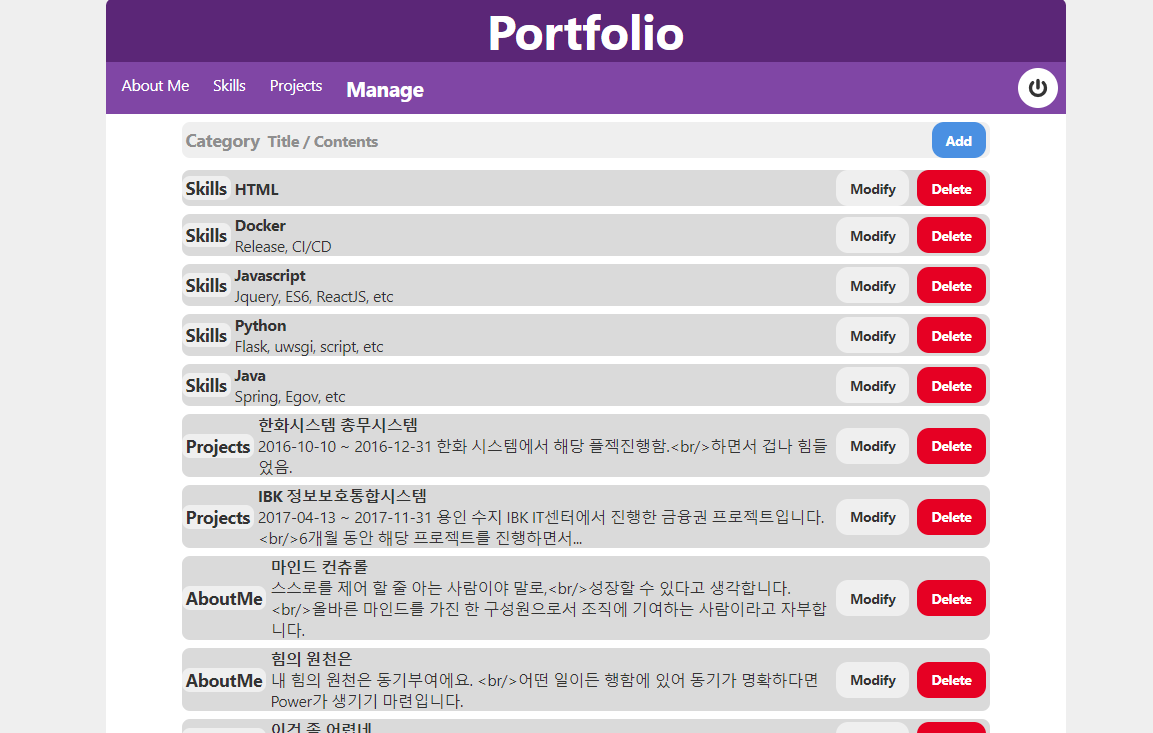 Portfolio
About Me Skills Projects Manage
Category Title / Contents Add
Skills HTML Modify Delete
Docker
Skills Release, CI/CD Modify Delete
Javascript
Skills Jquery, ES6, ReactJS, etc Modify Delete
Python
Skills Flask, uwsgi, script, etc Modify Delete
Java
Skills Spring, Egov, etc Modify Delete
한화시스템 총무시스템
Projects 2016-10-10 ~ 2016-12-31 한화 시스템에서 해당 플젝진행함.<br/>하면서 겁나 힘들 Modify Delete
었음.
IBK 정보보호통합시스템
Projects 2017-04-13 ~ 2017-11-31 용인 수지 IBK IT센터에서 진행한 금융권 프로젝트입니다. Modify Delete
<br/>6개월 동안 해당 프로젝트를 진행하면서...
마인드 컨츄롤
스스로를 제어 할 줄 아는 사람이야 말로,<br/>성장할 수 있다고 생각합니다.
AboutMe <br/>올바른 마인드를 가진 한 구성원으로서 조직에 기여하는 사람이라고 자부합 Modify Delete
니다.
힘의 원천은
AboutMe 내 힘의 원천은 동기부여에요. <br/>어떤 일이든 행함에 있어 동기가 명확하다면 Modify Delete
Power가 생기기 마련입니다.
이건 좀 어렵네